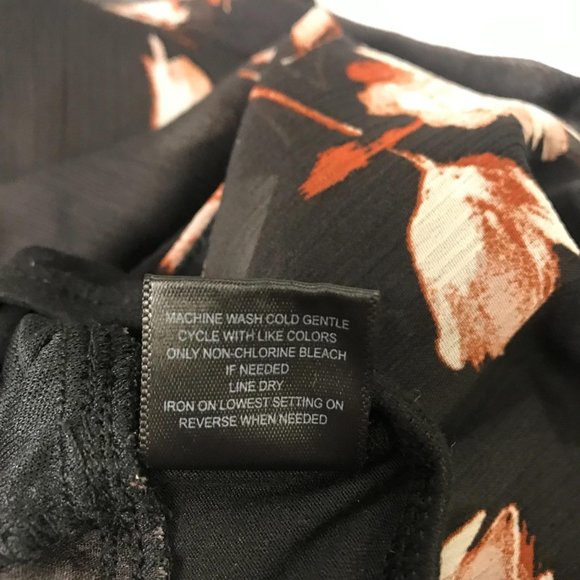 MACHINE WASH COLD GENTLE
CYCLE WITH LIKE COLORS
ONLY NON-CHLORINE BLEACH
IF NEEDED
LINE DRY
IRON ON LOWEST SETTING ON
REVERSE WHEN NEEDED